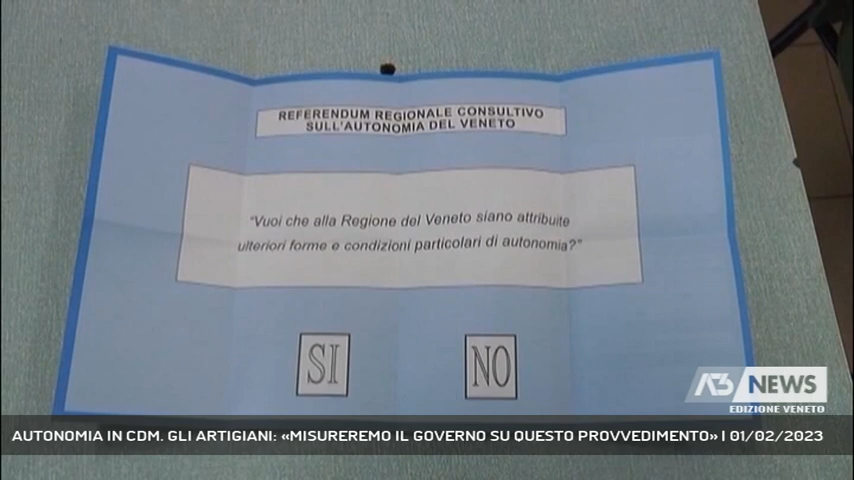 REFERENDUM REGIONALE CONSULTIVO
SULL'AUTONOMIA DEL VENETO
"Vuoi che alla Regione del Veneto siano attribuite
ulteriori forme e condizioni particolari di autonomia?"
SI NO
A3 NEWS
EDIZIONE VENETO
AUTONOMIA IN CDM. GLI ARTIGIANI: «MISUREREMO IL GOVERNO SU QUESTO PROVVEDIMENTO» | 01/02/2023